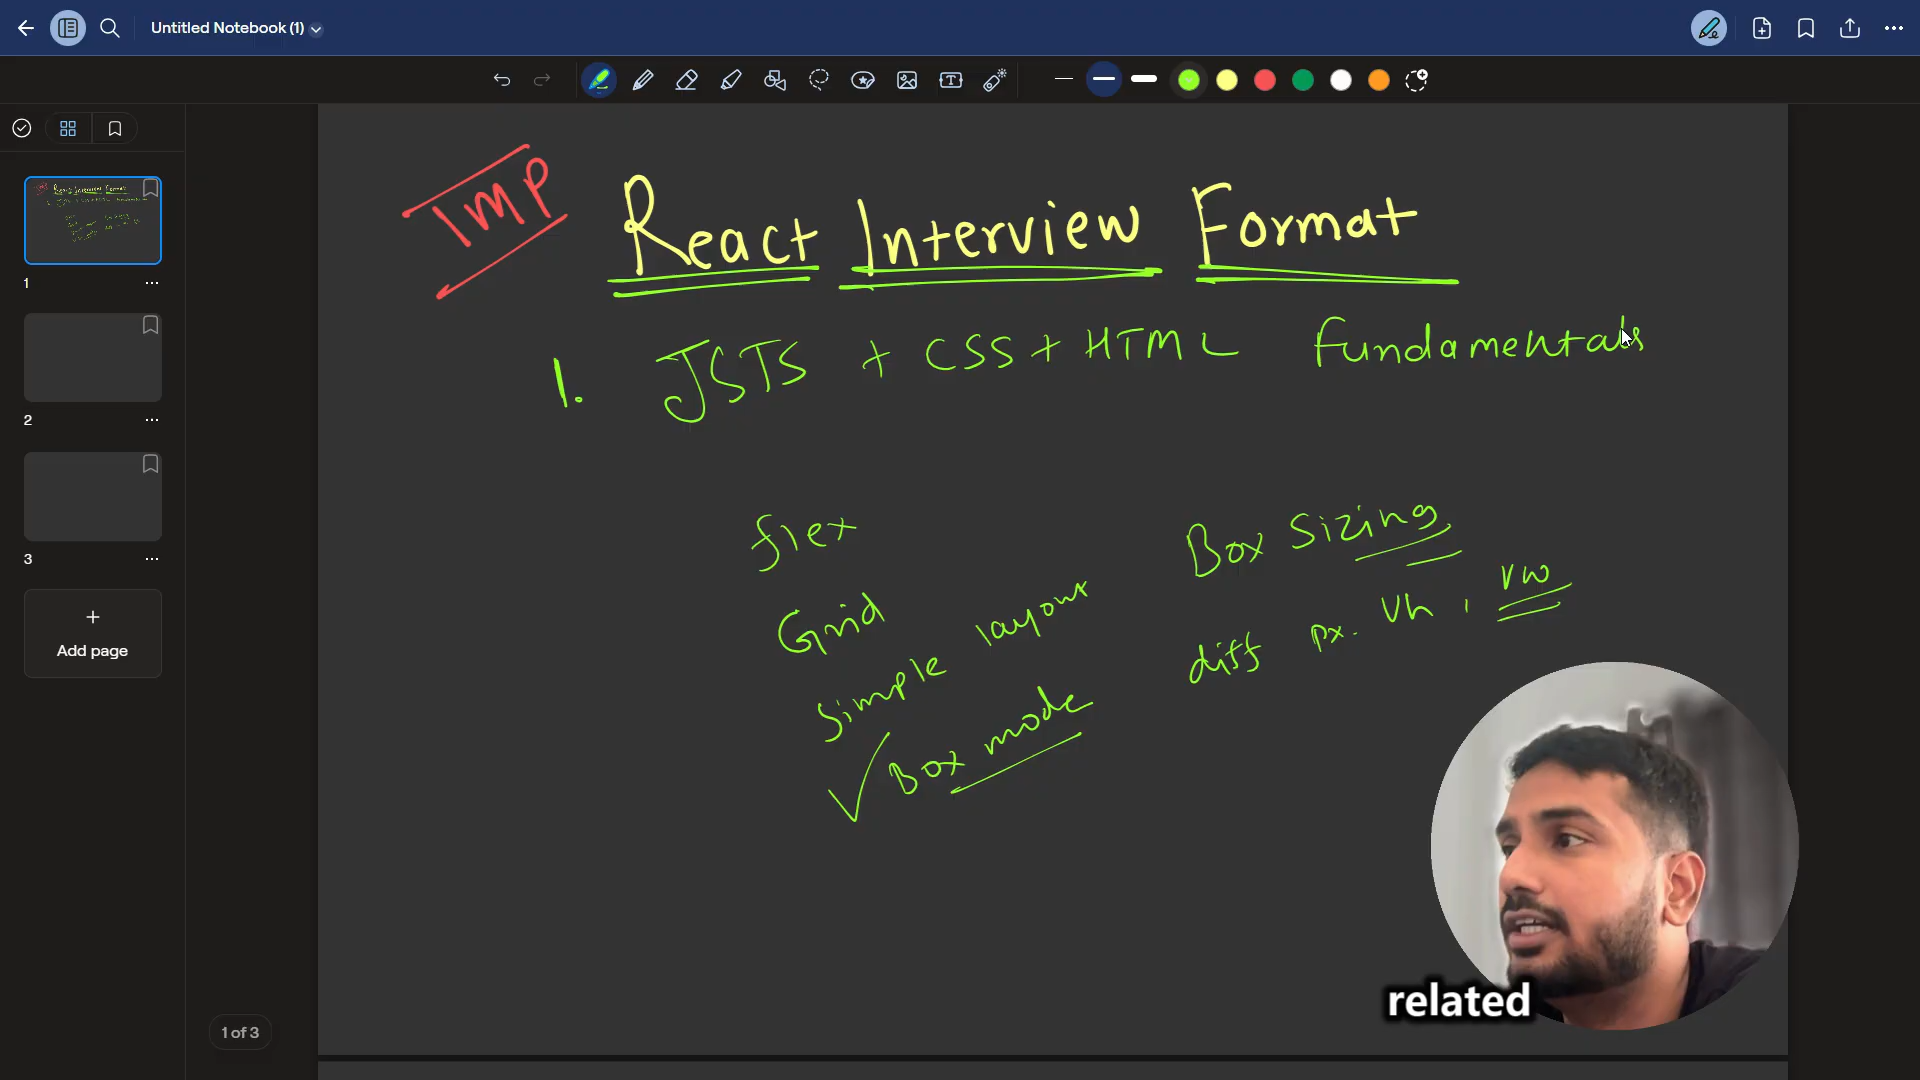 Untitled Notebook (1)
IMP
React Interview Format
1. JSTS + CSS + HTML fundamentals
flex
Grid
simple layout
Box mode
Box Sizing
diff px. vh, vw
1
2
3
Add page
1 of 3
related